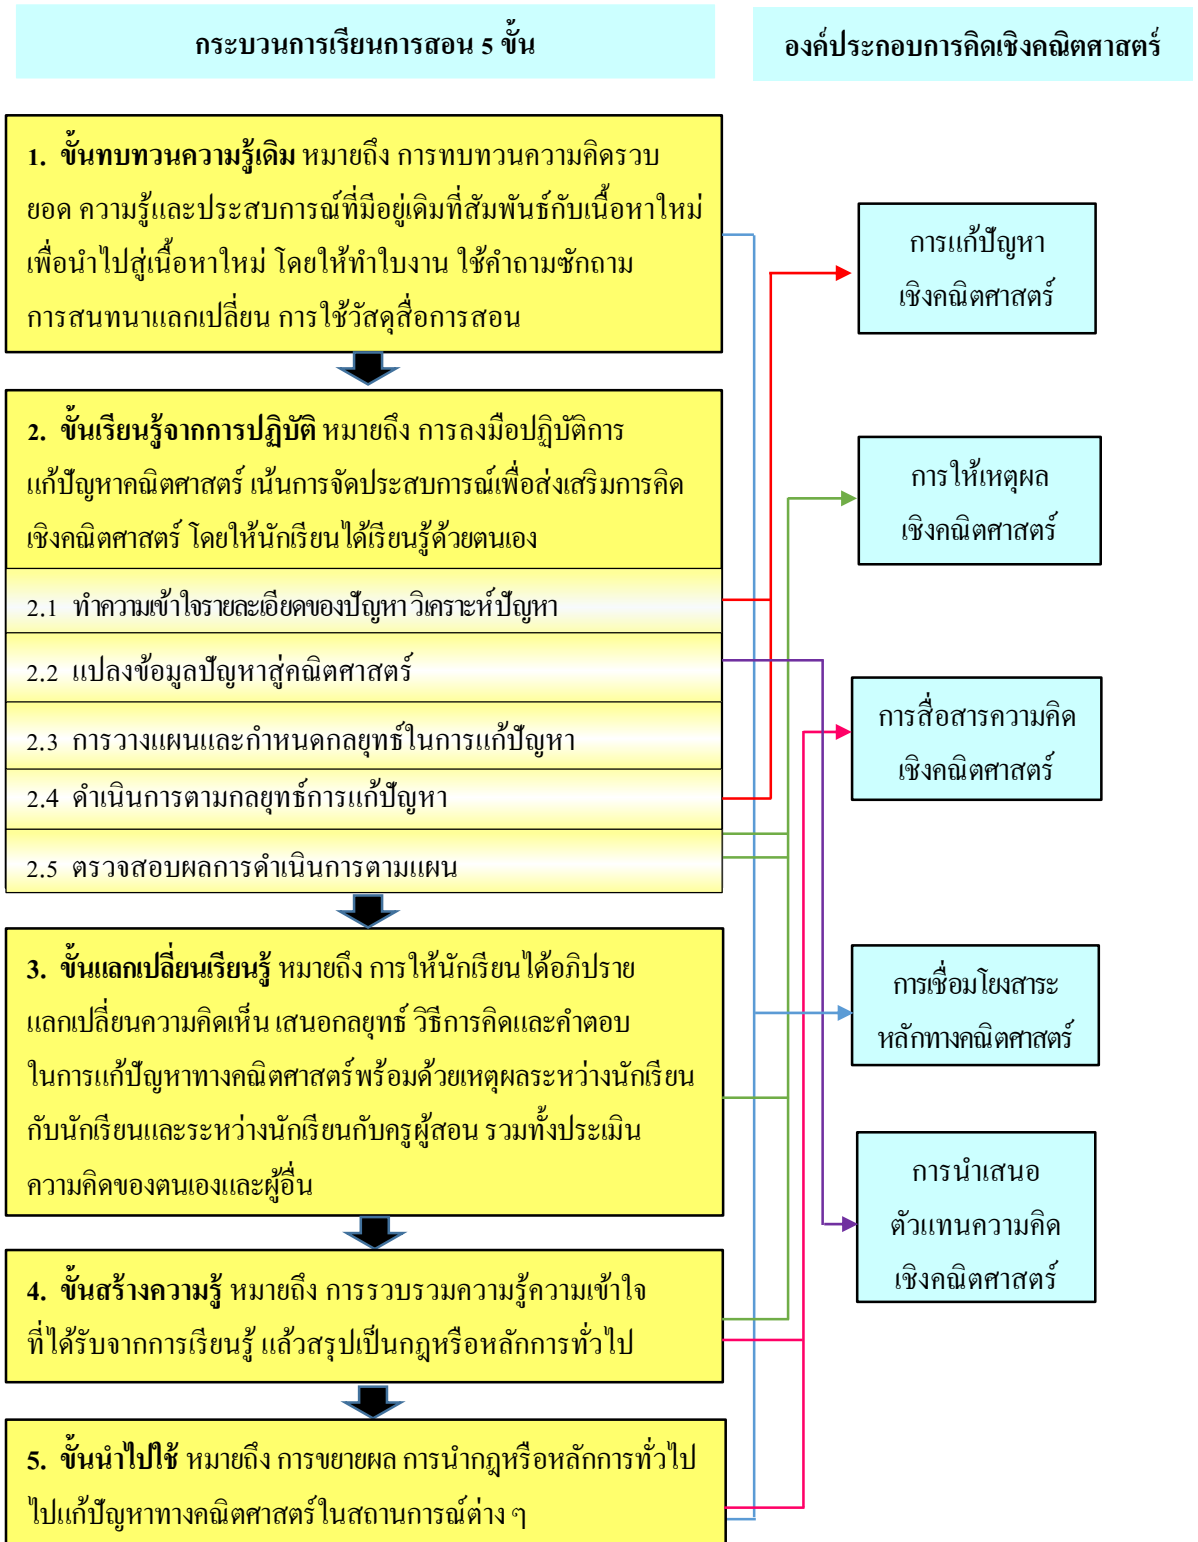 กระบวนการเรียนการสอน 5 ขั้น
องค์ประกอบการคิดเชิงคณิตศาสตร์
1. ขั้นทบทวนความรู้เดิม หมายถึง การทบทวนความคิดรวบ
ยอด ความรู้และประสบการณ์ที่มีอยู่เดิมที่สัมพันธ์กับเนื้อหาใหม่
เพื่อนำไปสู่เนื้อหาใหม่ โดยให้ทำใบงาน ใช้คำถามซักถาม
การสนทนาแลกเปลี่ยน การใช้วัสดุสื่อการสอน
2. ขั้นเรียนรู้จากการปฏิบัติ หมายถึง การลงมือปฏิบัติการ
แก้ปัญหาคณิตศาสตร์ เน้นการจัดประสบการณ์เพื่อส่งเสริมการคิด
เชิงคณิตศาสตร์ โดยให้นักเรียนได้เรียนรู้ด้วยตนเอง
2.1 ทำความเข้าใจรายละเอียดของปัญหา วิเคราะห์ปัญหา
2.2 แปลงข้อมูลปัญหาสู่คณิตศาสตร์
2.3 การวางแผนและกำหนดกลยุทธ์ในการแก้ปัญหา
2.4 ดำเนินการตามกลยุทธ์การแก้ปัญหา
2.5 ตรวจสอบผลการดำเนินการตามแผน
3. ขั้นแลกเปลี่ยนเรียนรู้ หมายถึง การให้นักเรียนได้อภิปราย
แลกเปลี่ยนความคิดเห็น เสนอกลยุทธ์ วิธีการคิดและคำตอบ
ในการแก้ปัญหาทางคณิตศาสตร์พร้อมด้วยเหตุผลระหว่างนักเรียน
กับนักเรียนและระหว่างนักเรียนกับครูผู้สอน รวมทั้งประเมิน
ความคิดของตนเองและผู้อื่น
4. ขั้นสร้างความรู้ หมายถึง การรวบรวมความรู้ความเข้าใจ
ที่ได้รับจากการเรียนรู้ แล้วสรุปเป็นกฎหรือหลักการทั่วไป
5. ขั้นนำไปใช้ หมายถึง การขยายผล การนำกฎหรือหลักการทั่วไป
ไปแก้ปัญหาทางคณิตศาสตร์ในสถานการณ์ต่าง ๆ
การแก้ปัญหา
เชิงคณิตศาสตร์
การให้เหตุผล
เชิงคณิตศาสตร์
การสื่อสารความคิด
เชิงคณิตศาสตร์
การเชื่อมโยงสาระ
หลักทางคณิตศาสตร์
การนำเสนอ
ตัวแทนความคิด
เชิงคณิตศาสตร์